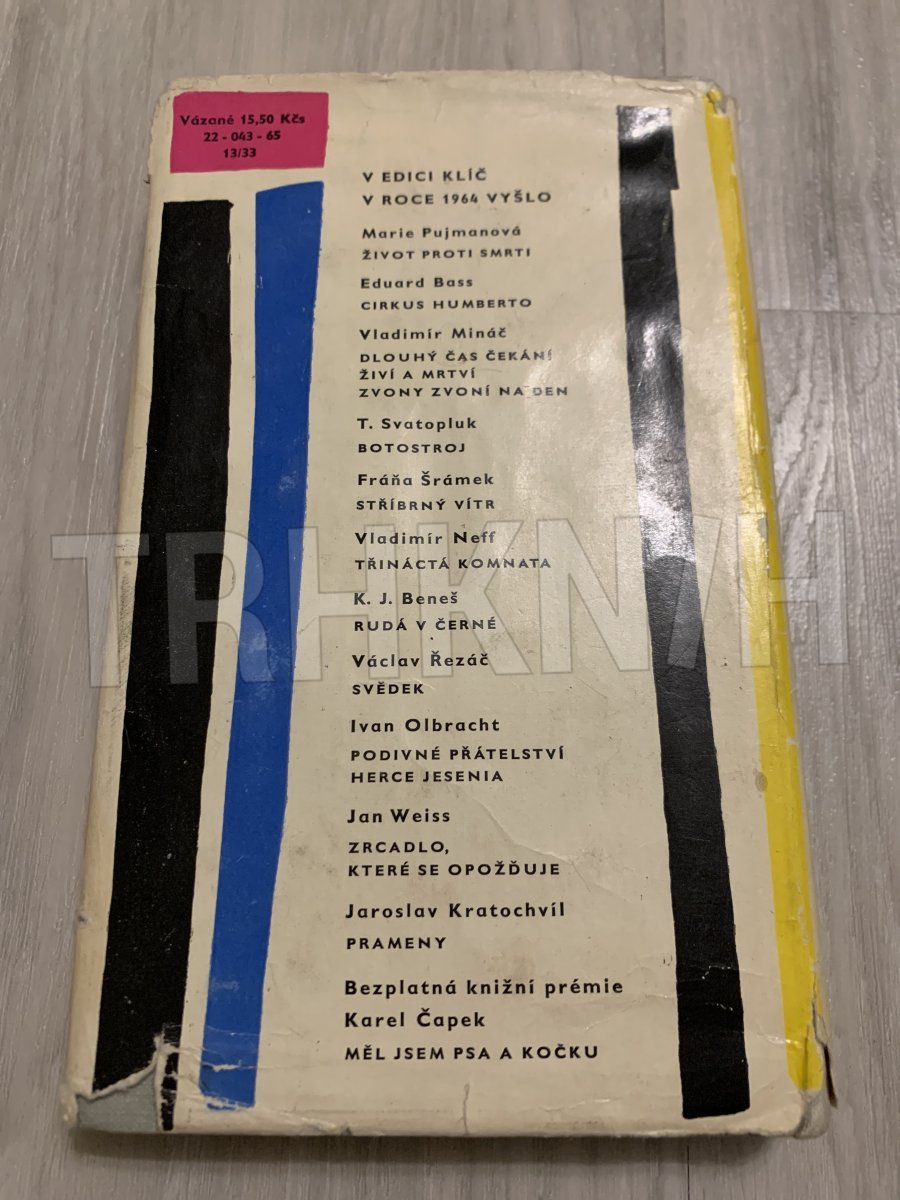 Vázané 15,50 Kčs
22 - 043 - 65
13/33
V EDICI KLÍČ
V ROCE 1964 VYŠLO
Marie Pujmanová
ŽIVOT PROTI SMRTI
Eduard Bass
CIRKUS HUMBERTO
Vladimír Mináč
DLOUHÝ ČAS ČEKÁNÍ
ŽIVÍ A MRTVÍ
ZVONY ZVONÍ NA DEN
T. Svatopluk
BOTOSTROJ
Fráňa Šrámek
STŘÍBRNÝ VÍTR
Vladimír Neff
TŘINÁCTÁ KOMNATA
K. J. Beneš
RUDÁ V ČERNÉ
Václav Řezáč
SVĚDEK
Ivan Olbracht
PODIVNÉ PŘÁTELSTVÍ
HERCE JESENIA
Jan Weiss
ZRCADLO,
KTERÉ SE OPOŽĎUJE
Jaroslav Kratochvíl
PRAMENY
Bezplatná knižní prémie
Karel Čapek
MĚL JSEM PSA A KOČKU